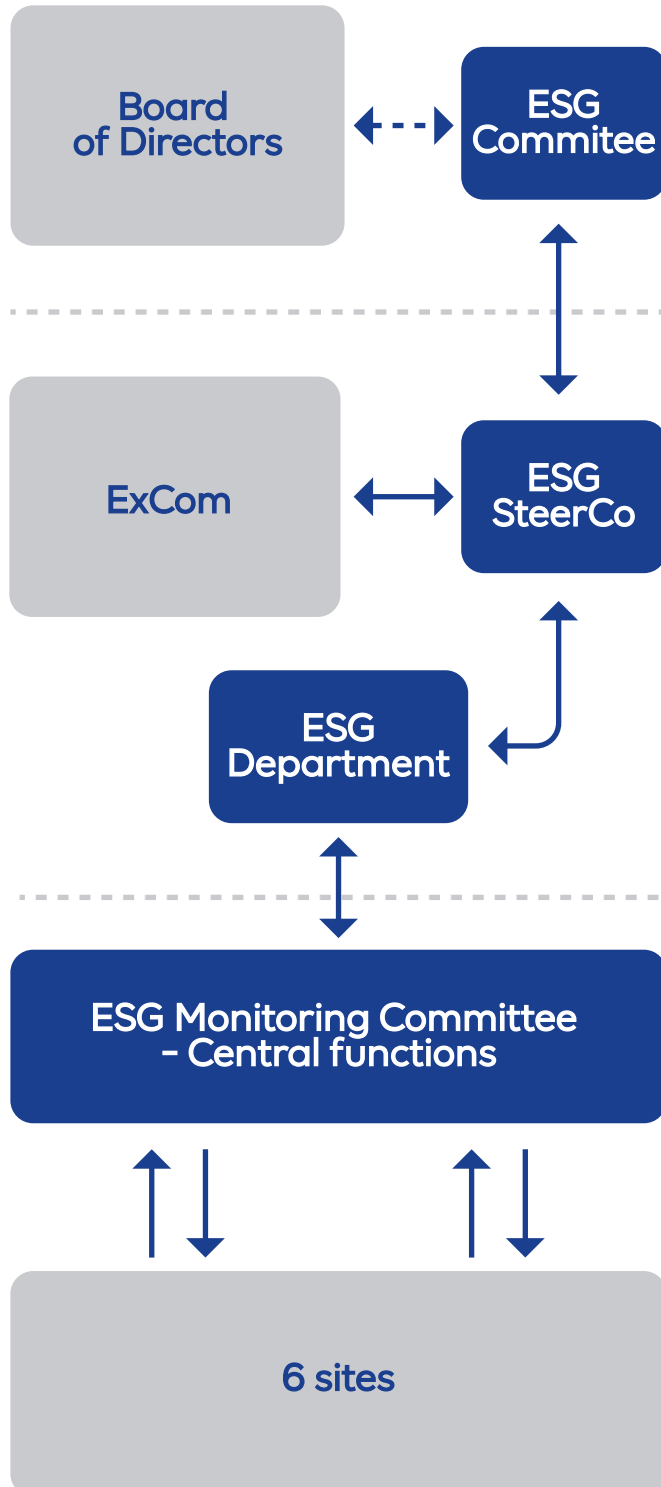 Board
of Directors
ESG
Commitee
ExCom
ESG
SteerCo
ESG
Department
ESG Monitoring Committee
- Central functions
6 sites